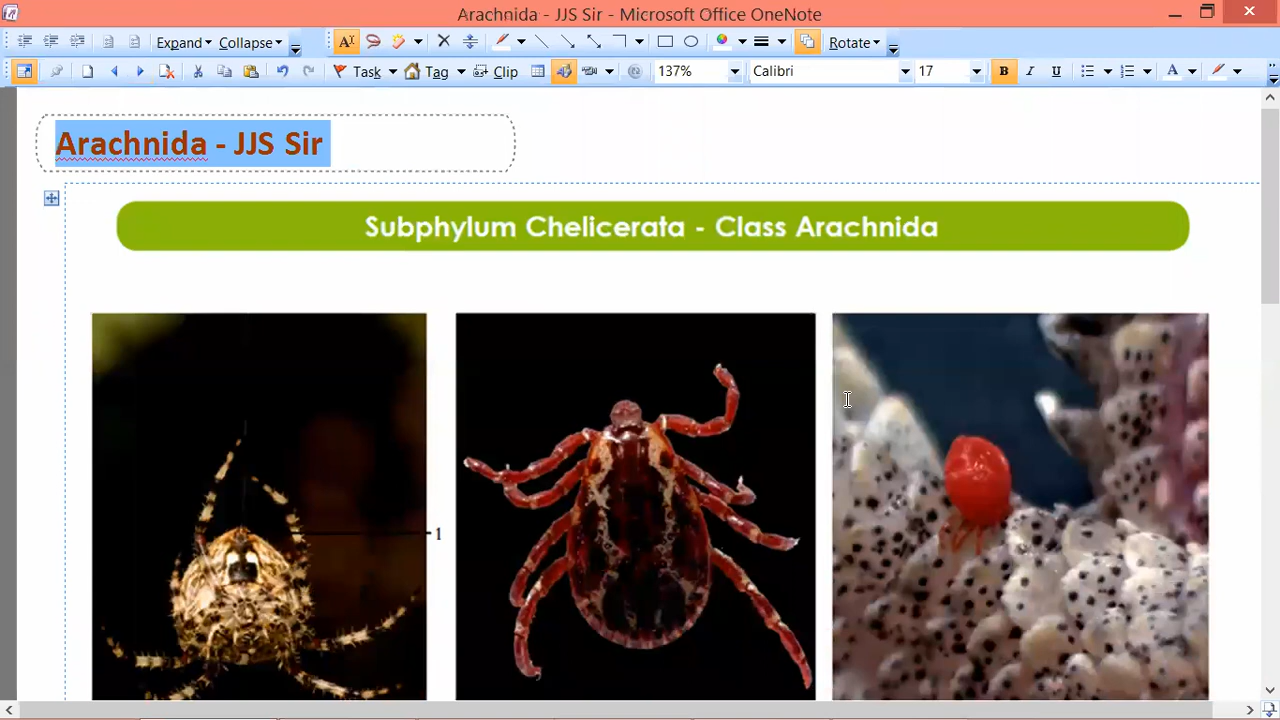 Arachnida - JJS Sir - Microsoft Office OneNote
Expand Collapse Rotate
Task Tag Clip 137% Calibri 17 B I U A
Arachnida - JJS Sir
Subphylum Chelicerata - Class Arachnida
1